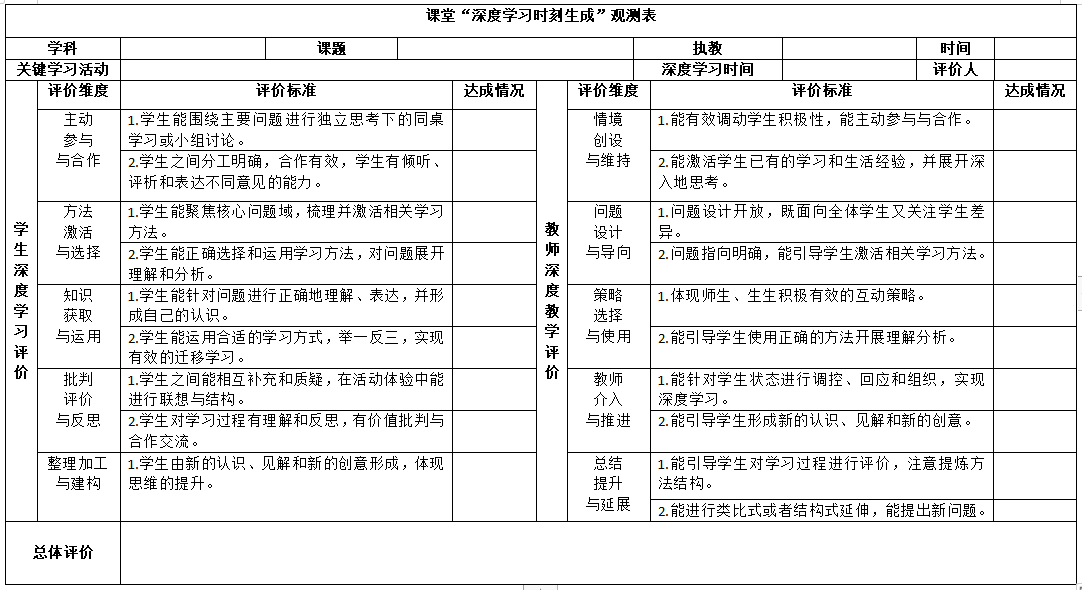 课堂“深度学习时刻生成”观测表
学科
课题
执教
时间
关键学习活动
深度学习时间
评价人
学生深度学习评价
评价维度
评价标准
达成情况
主动
参与
与合作
1.学生能围绕主要问题进行独立思考下的同桌
学习或小组讨论。
2.学生之间分工明确，合作有效，学生有倾听、
评析和表达不同意见的能力。
方法
激活
与选择
1.学生能聚焦核心问题域，梳理并激活相关学习
方法。
2.学生能正确选择和运用学习方法，对问题展开
理解和分析。
知识
获取
与运用
1.学生能针对问题进行正确地理解、表达，并形
成自己的认识。
2.学生能运用合适的学习方式，举一反三，实现
有效的迁移学习。
批判
评价
与反思
1.学生之间能相互补充和质疑，在活动体验中能
进行联想与结构。
2.学生对学习过程有理解和反思，有价值批判与
合作交流。
整理加工
与建构
1.学生由新的认识、见解和新的创意形成，体现
思维的提升。
教师深度教学评价
评价维度
评价标准
达成情况
情境
创设
与维持
1.能有效调动学生积极性，能主动参与与合作。
2.能激活学生已有的学习和生活经验，并展开深
入地思考。
问题
设计
与导向
1.问题设计开放，既面向全体学生又关注学生差
异。
2.问题指向明确，能引导学生激活相关学习方法。
策略
选择
与使用
1.体现师生、生生积极有效的互动策略。
2.能引导学生使用正确的方法开展理解分析。
教师
介入
与推进
1.能针对学生状态进行调控、回应和组织，实现
深度学习。
2.能引导学生形成新的认识、见解和新的创意。
总结
提升
与延展
1.能引导学生对学习过程进行评价，注意提炼方
法结构。
2.能进行类比式或者结构式延伸，能提出新问题。
总体评价